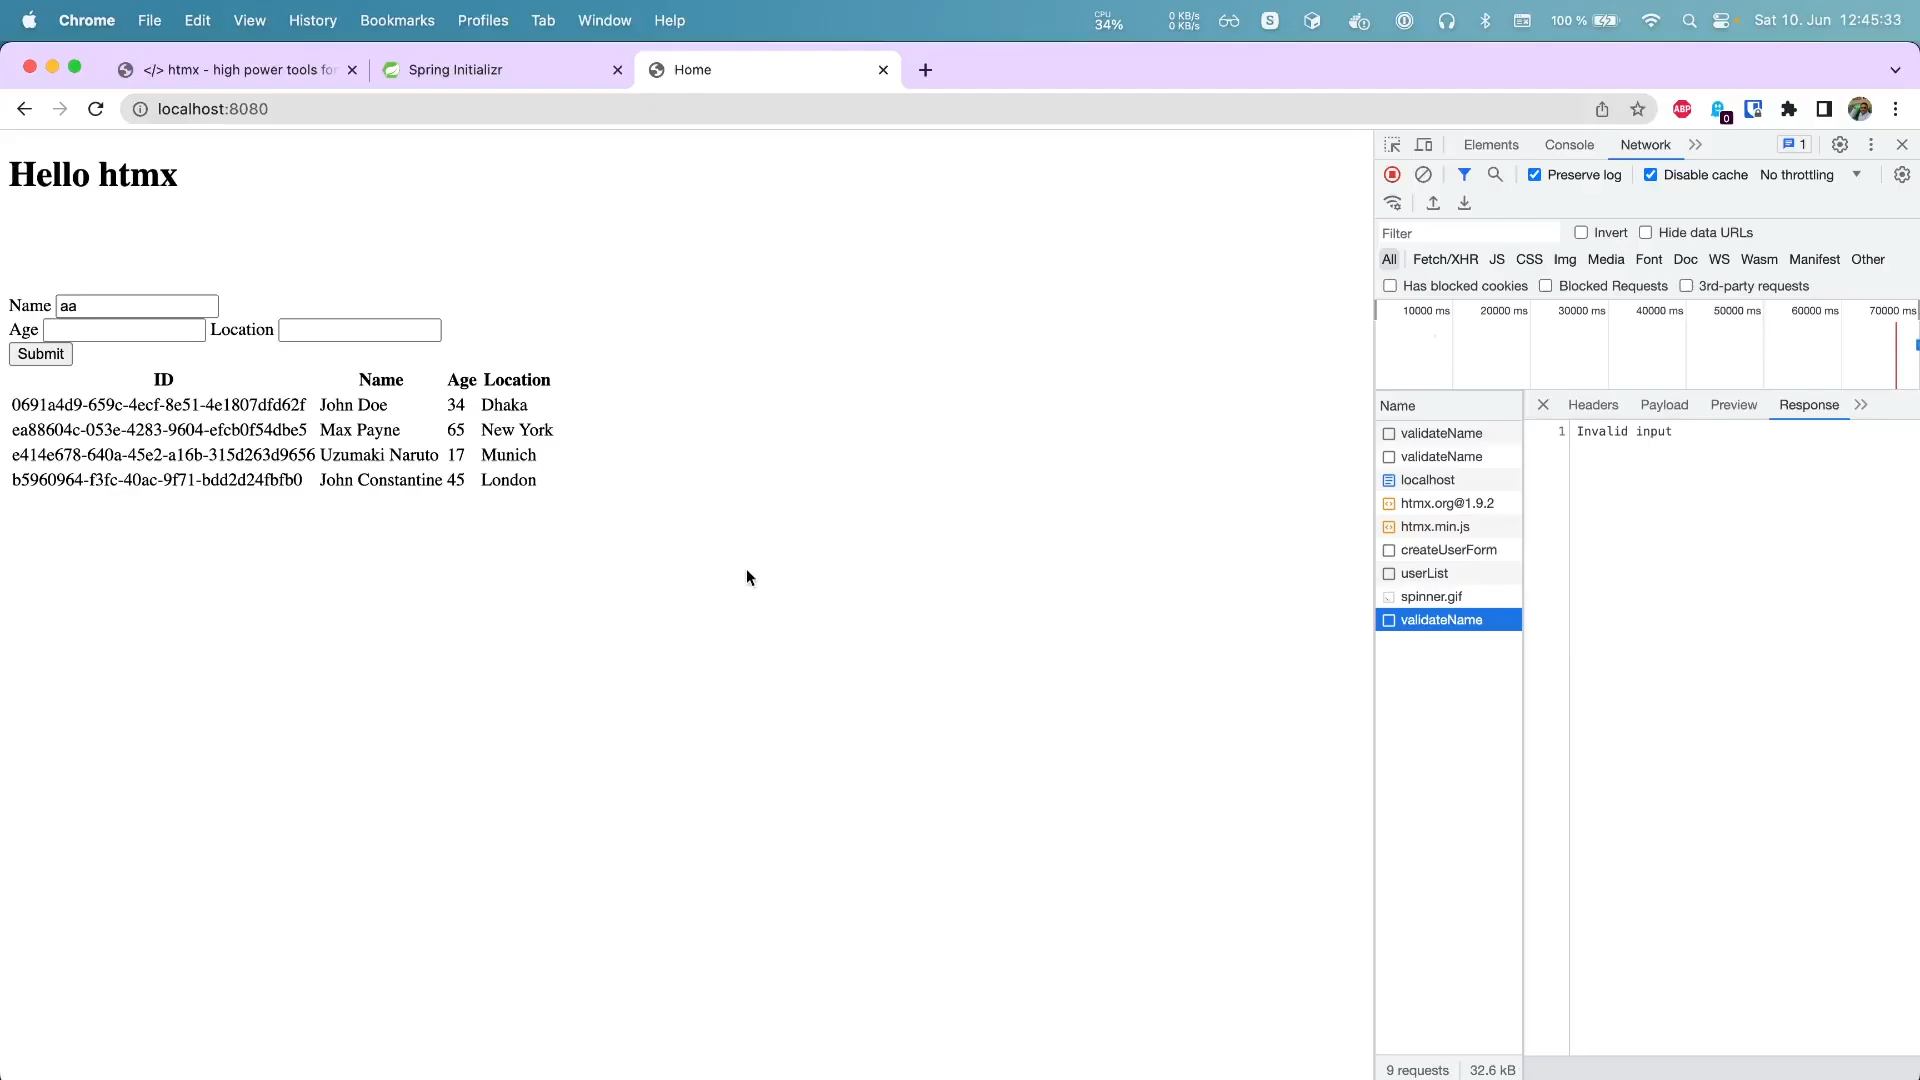 Chrome File Edit View History Bookmarks Profiles Tab Window Help CPU 34% 0 KB/s 0 KB/s S 100 % Sat 10. Jun 12:45:33
</> htmx - high power tools for Spring Initializr Home
localhost:8080 ABP 0
Hello htmx
Name aa
Age Location
Submit
ID Name Age Location
0691a4d9-659c-4ecf-8e51-4e1807dfd62f John Doe 34 Dhaka
ea88604c-053e-4283-9604-efcb0f54dbe5 Max Payne 65 New York
e414e678-640a-45e2-a16b-315d263d9656 Uzumaki Naruto 17 Munich
b5960964-f3fc-40ac-9f71-bdd2d24fbfb0 John Constantine 45 London
Elements Console Network 1
Preserve log Disable cache No throttling
Filter Invert Hide data URLs
All Fetch/XHR JS CSS Img Media Font Doc WS Wasm Manifest Other
Has blocked cookies Blocked Requests 3rd-party requests
10000 ms 20000 ms 30000 ms 40000 ms 50000 ms 60000 ms 70000 ms
Name Headers Payload Preview Response
validateName
validateName
localhost
htmx.org@1.9.2
htmx.min.js
createUserForm
userList
spinner.gif
validateName
1 Invalid input
9 requests 32.6 kB